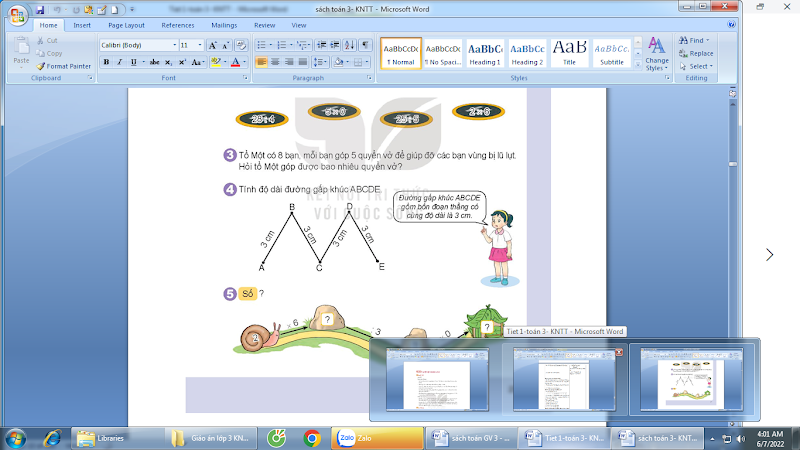 sách toán 3- KNTT - Microsoft Word
Home
Insert
Page Layout
References
Mailings
Review
View
Paste
Cut
Copy
Format Painter
Clipboard
Calibri (Body)
11
Font
Paragraph
AaBbCcDc
¶ Normal
AaBbCcDc
¶ No Spaci...
AaBbC
Heading 1
AaBbCc
Heading 2
AaB
Title
AaBbCc.
Subtitle
Styles
Change
Styles
Find
Replace
Select
Editing
KẾT NỐI TRI THỨC
VỚI CUỘC SỐNG
3 Tổ Một có 8 bạn, mỗi bạn góp 5 quyển vở để giúp đỡ các bạn vùng bị lũ lụt.
Hỏi tổ Một góp được bao nhiêu quyển vở?
4 Tính độ dài đường gấp khúc ABCDE.
Đường gấp khúc ABCDE
gồm bốn đoạn thẳng có
cùng độ dài là 3 cm.
B
D
3 cm
3 cm
3 cm
3 cm
A
C
E
5 Số ?
2
× 6
?
3
0
?
Tiet 1-toán 3- KNTT - Microsoft Word
Libraries
Giáo án lớp 3 KN...
Zalo
Zalo
sách toán GV 3 - ...
Tiet 1-toán 3- KN...
sách toán 3- KNT...
4:01 AM
6/7/2022